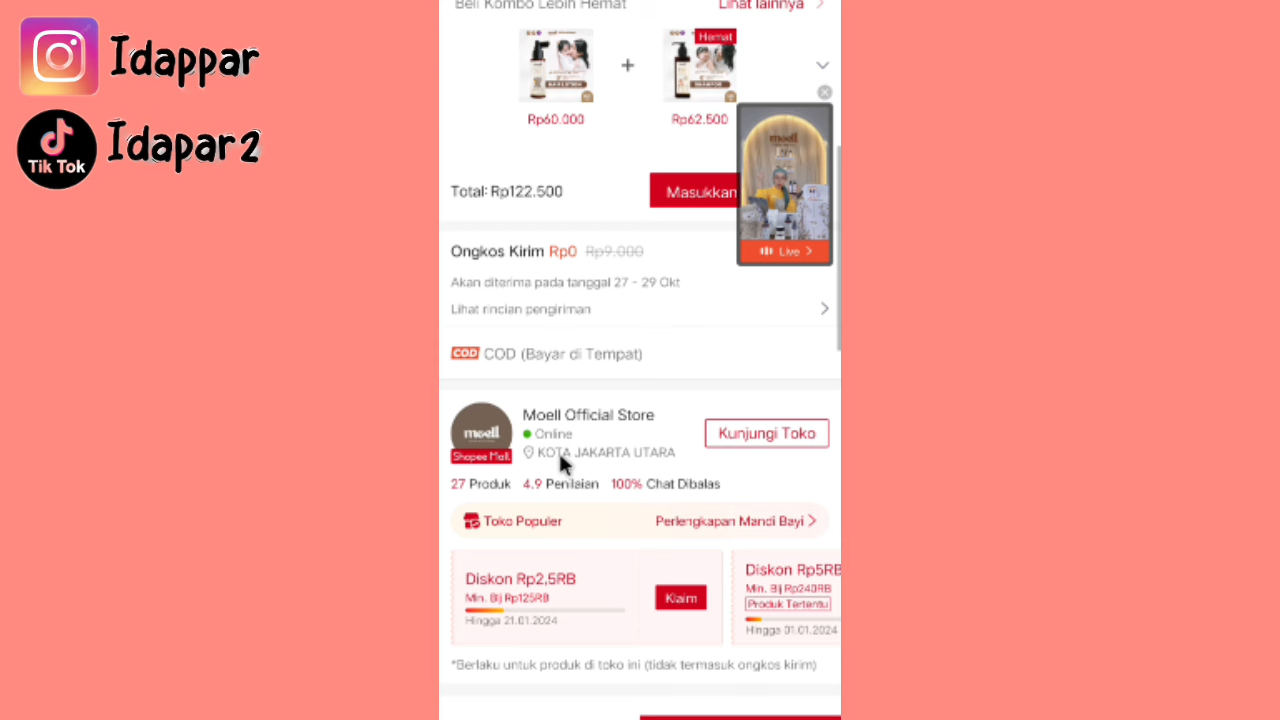 Idappar
TikTok
Idapar2
Beli Kombo Lebih Hemat
Lihat lainnya
Hemat
moell
+
Rp60.000
Rp62.500
Total: Rp122.500
Masukkan
Live
Ongkos Kirim Rp0 Rp9.000
Akan diterima pada tanggal 27 - 29 Okt
Lihat rincian pengiriman
COD COD (Bayar di Tempat)
moell
Shopee Mall
Moell Official Store
Online
KOTA JAKARTA UTARA
Kunjungi Toko
27 Produk 4.9 Penilaian 100% Chat Dibalas
Toko Populer
Perlengkapan Mandi Bayi
Diskon Rp2,5RB
Min. Blj Rp125RB
Hingga 21.01.2024
Klaim
Diskon Rp5RB
Min. Blj Rp240RB
Produk Tertentu
Hingga 01.01.2024
*Berlaku untuk produk di toko ini (tidak termasuk ongkos kirim)